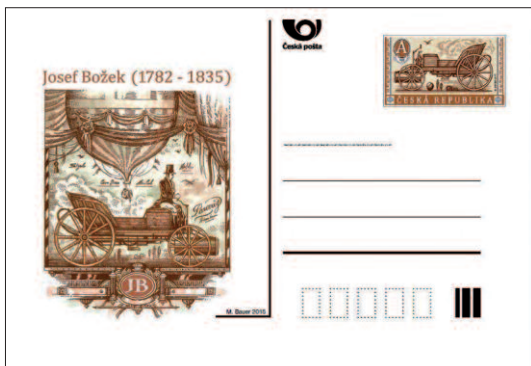 Josef Božek (1782 - 1835)
JB
M. Bauer 2015
Česká pošta
A
ČESKÁ REPUBLIKA